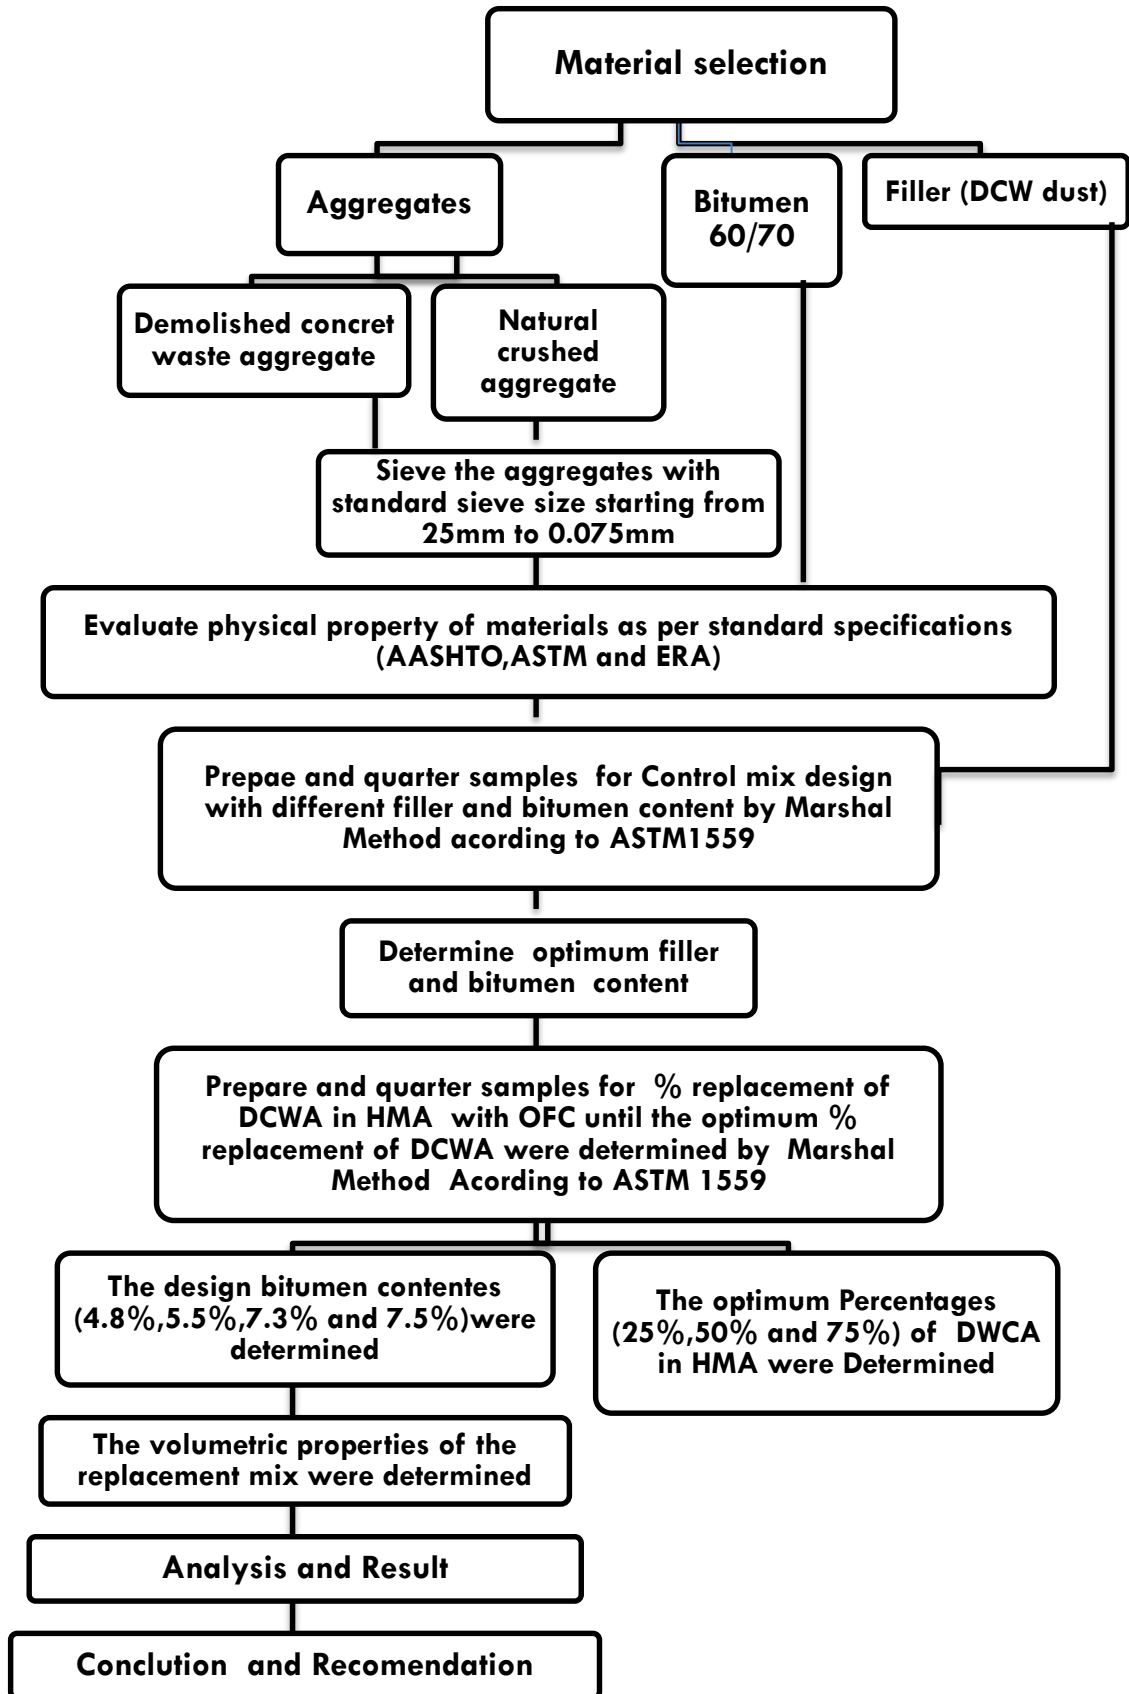 Material selection
Aggregates
Bitumen
60/70
Filler (DCW dust)
Demolished concret
waste aggregate
Natural
crushed
aggregate
Sieve the aggregates with
standard sieve size starting from
25mm to 0.075mm
Evaluate physical property of materials as per standard specifications
(AASHTO,ASTM and ERA)
Prepae and quarter samples for Control mix design
with different filler and bitumen content by Marshal
Method acording to ASTM1559
Determine optimum filler
and bitumen content
Prepare and quarter samples for % replacement of
DCWA in HMA with OFC until the optimum %
replacement of DCWA were determined by Marshal
Method Acording to ASTM 1559
The design bitumen contentes
(4.8%,5.5%,7.3% and 7.5%)were
determined
The optimum Percentages
(25%,50% and 75%) of DWCA
in HMA were Determined
The volumetric properties of the
replacement mix were determined
Analysis and Result
Conclution and Recomendation